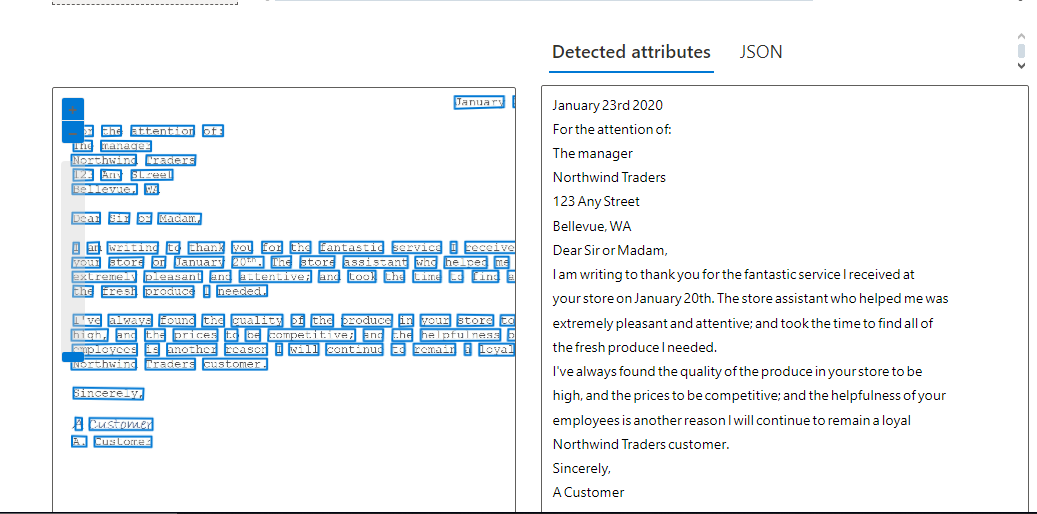 Detected attributes
JSON
January
For the attention of:
The manager
Northwind Traders
123 Any Street
Bellevue, WA
Dear Sir or Madam,
I am writing to thank you for the fantastic service I receive
your store on January 20th. The store assistant who helped me
extremely pleasant and attentive; and took the time to find a
the fresh produce I needed.
I've always found the quality of the produce in your store to
high, and the prices to be competitive; and the helpfulness o
employees is another reason I will continue to remain a loyal
Northwind Traders customer.
Sincerely,
A Customer
A. Customer
January 23rd 2020
For the attention of:
The manager
Northwind Traders
123 Any Street
Bellevue, WA
Dear Sir or Madam,
I am writing to thank you for the fantastic service I received at
your store on January 20th. The store assistant who helped me was
extremely pleasant and attentive; and took the time to find all of
the fresh produce I needed.
I've always found the quality of the produce in your store to be
high, and the prices to be competitive; and the helpfulness of your
employees is another reason I will continue to remain a loyal
Northwind Traders customer.
Sincerely,
A Customer